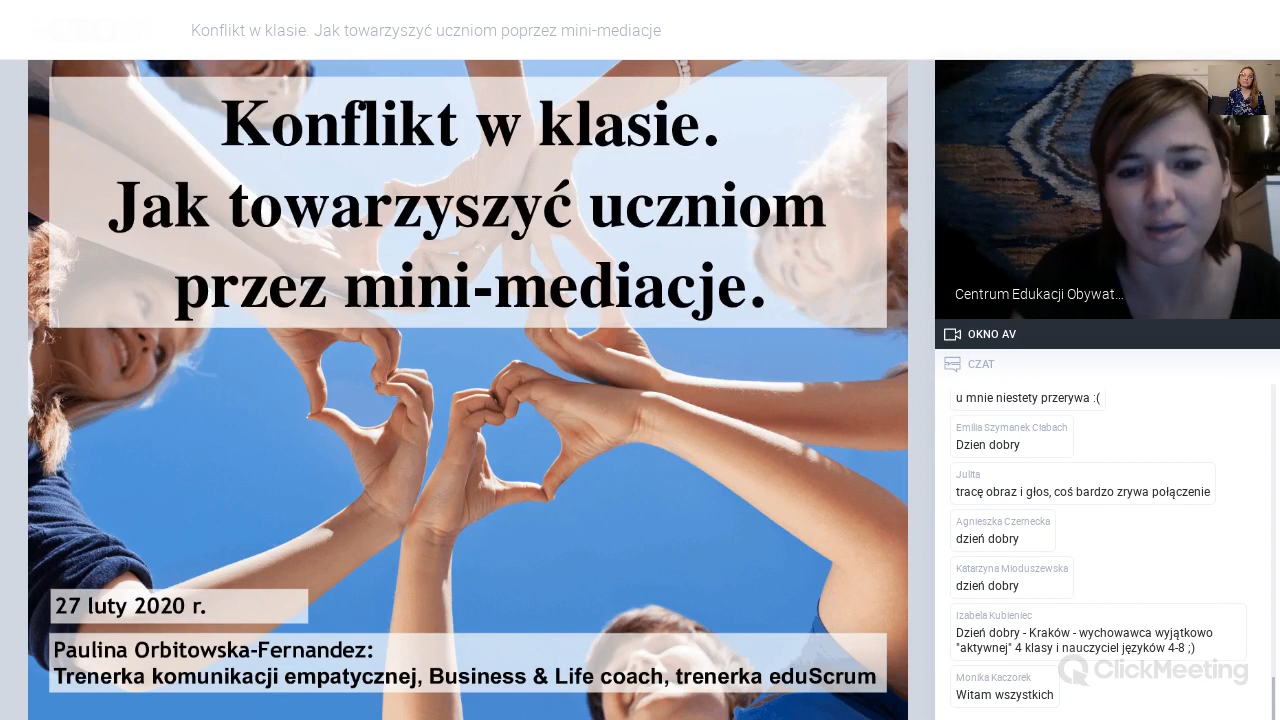 Konflikt w klasie. Jak towarzyszyć uczniom poprzez mini-mediacje
Konflikt w klasie.
Jak towarzyszyć uczniom
przez mini-mediacje.
27 luty 2020 r.
Paulina Orbitowska-Fernandez:
Trenerka komunikacji empatycznej, Business & Life coach, trenerka eduScrum
Centrum Edukacji Obywat...
OKNO AV
CZAT
u mnie niestety przerywa :(
Emilia Szymanek Clabach
Dzien dobry
Julita
tracę obraz i głos, coś bardzo zrywa połączenie
Agnieszka Czernecka
dzień dobry
Katarzyna Mioduszewska
dzień dobry
Izabela Kubieniec
Dzień dobry - Kraków - wychowawca wyjątkowo
"aktywnej" 4 klasy i nauczyciel języków 4-8 ;)
Monika Kaczorek
Witam wszystkich
ClickMeeting